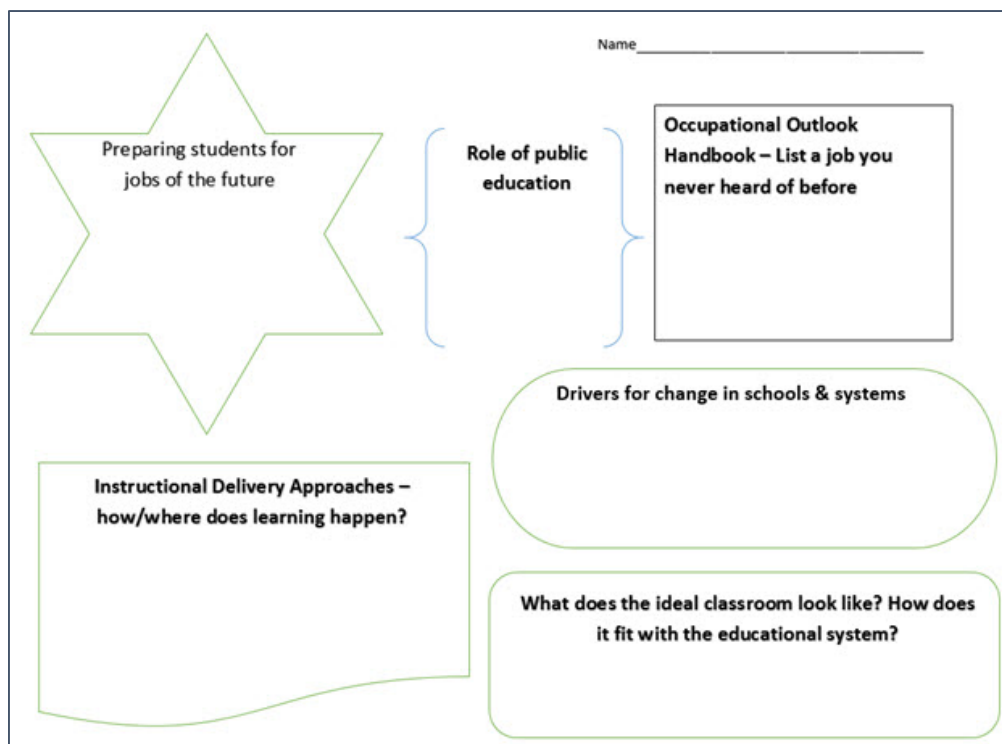 Name
Preparing students for
jobs of the future
Role of public
education
Occupational Outlook
Handbook – List a job you
never heard of before
Drivers for change in schools & systems
Instructional Delivery Approaches –
how/where does learning happen?
What does the ideal classroom look like? How does
it fit with the educational system?